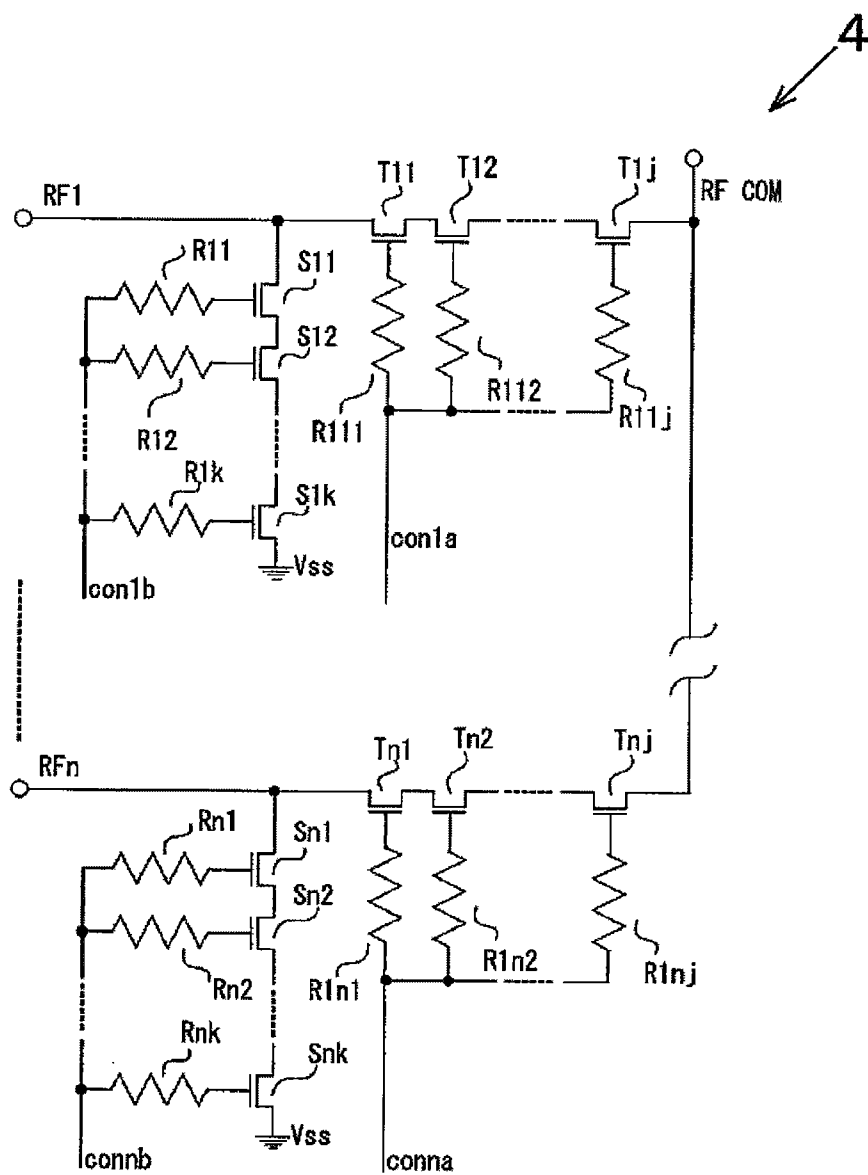 4
T11
T12
T1j
RF1
RF COM
R11
S11
S12
R12
R111
R112
R11j
R1k
S1k
con1a
Vss
con1b
Tn1
Tn2
Tnj
RFn
Rn1
Sn1
Sn2
Rn2
R1n1
R1n2
R1nj
Rnk
Snk
Vss
connb
conna